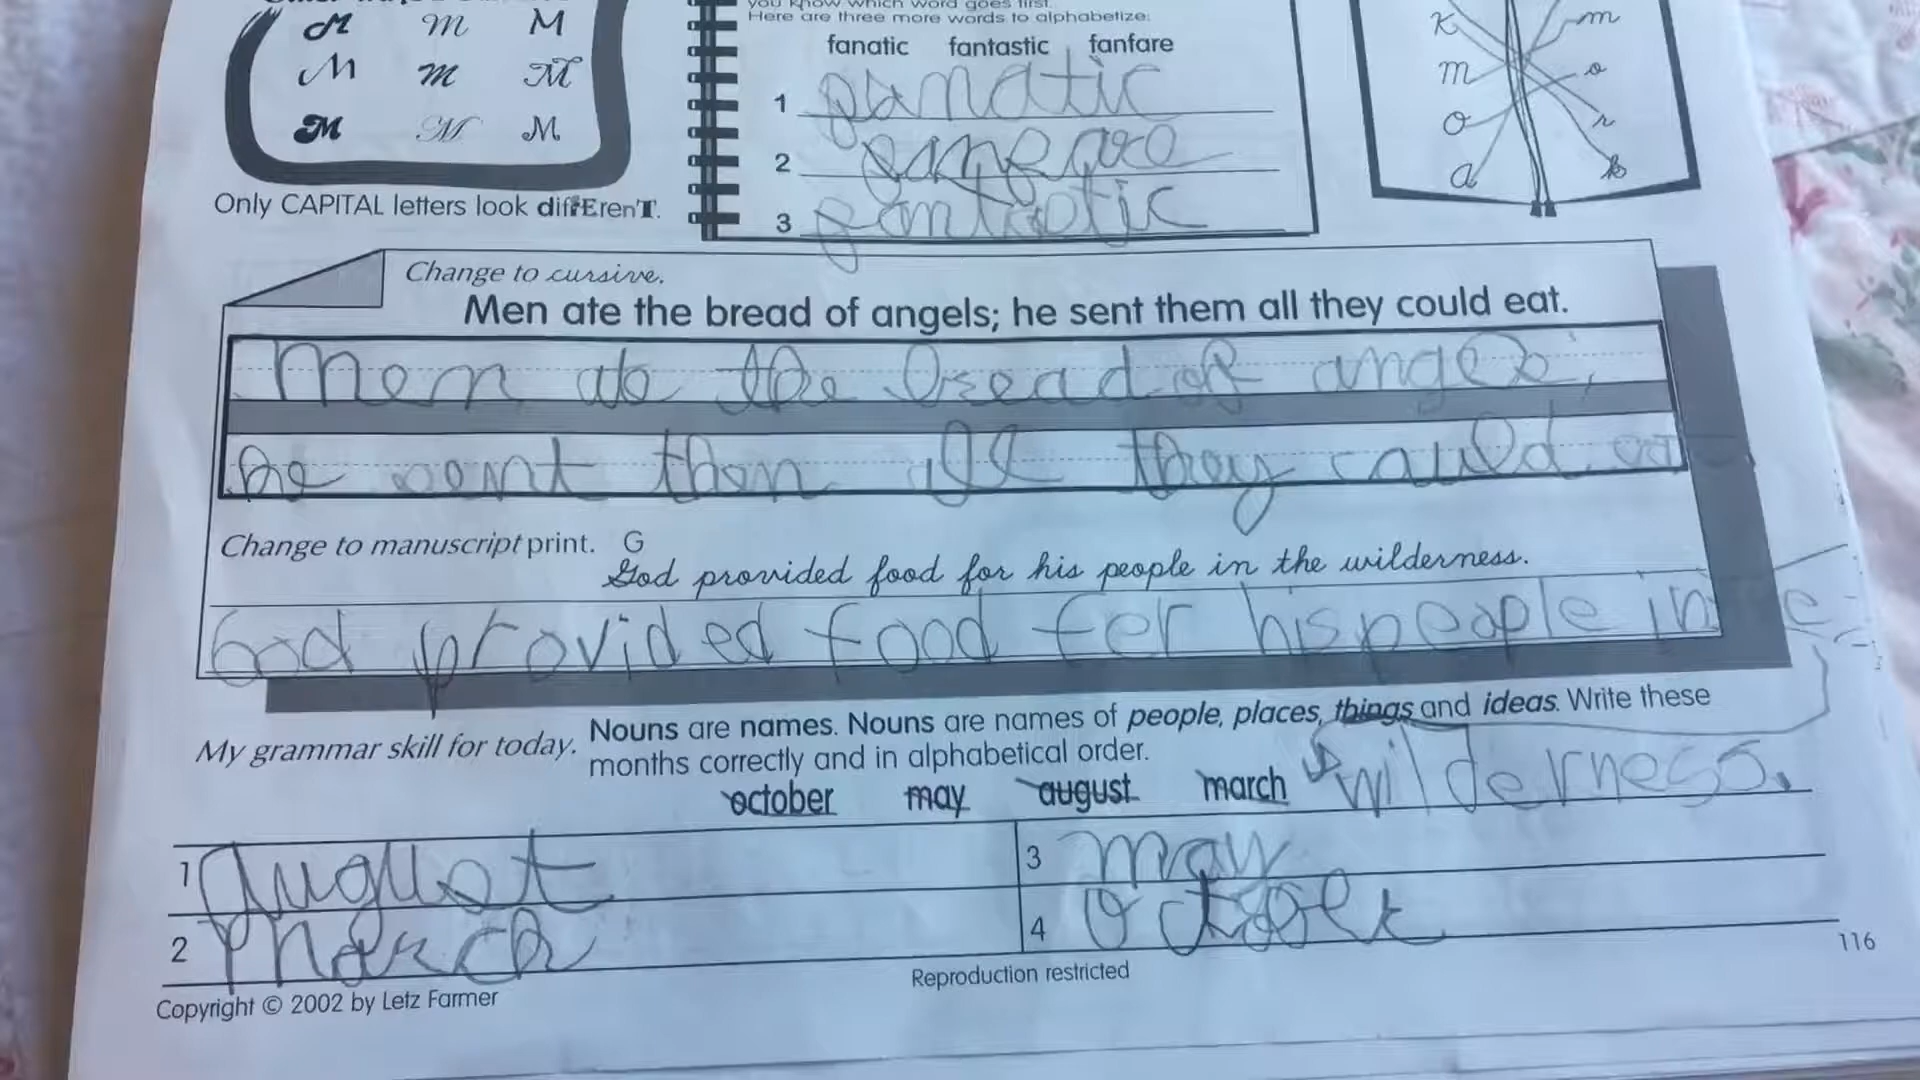 M m M
M m M
M M M
Only CAPITAL letters look diffErenT.
you know which word goes first.
Here are three more words to alphabetize:
fanatic fantastic fanfare
1 fanatic
2 fanfare
3 fantastic
k m
m o
o r
a k
Change to cursive.
Men ate the bread of angels; he sent them all they could eat.
Men ate the bread of angels;
he sent them all they could eat
Change to manuscript print. G
God provided food for his people in the wilderness.
God provided food fer his people in the
wilderness.
My grammar skill for today. Nouns are names. Nouns are names of people, places, things and ideas. Write these
months correctly and in alphabetical order.
october may august march
1 August 3 May
2 March 4 October
116
Reproduction restricted
Copyright © 2002 by Letz Farmer